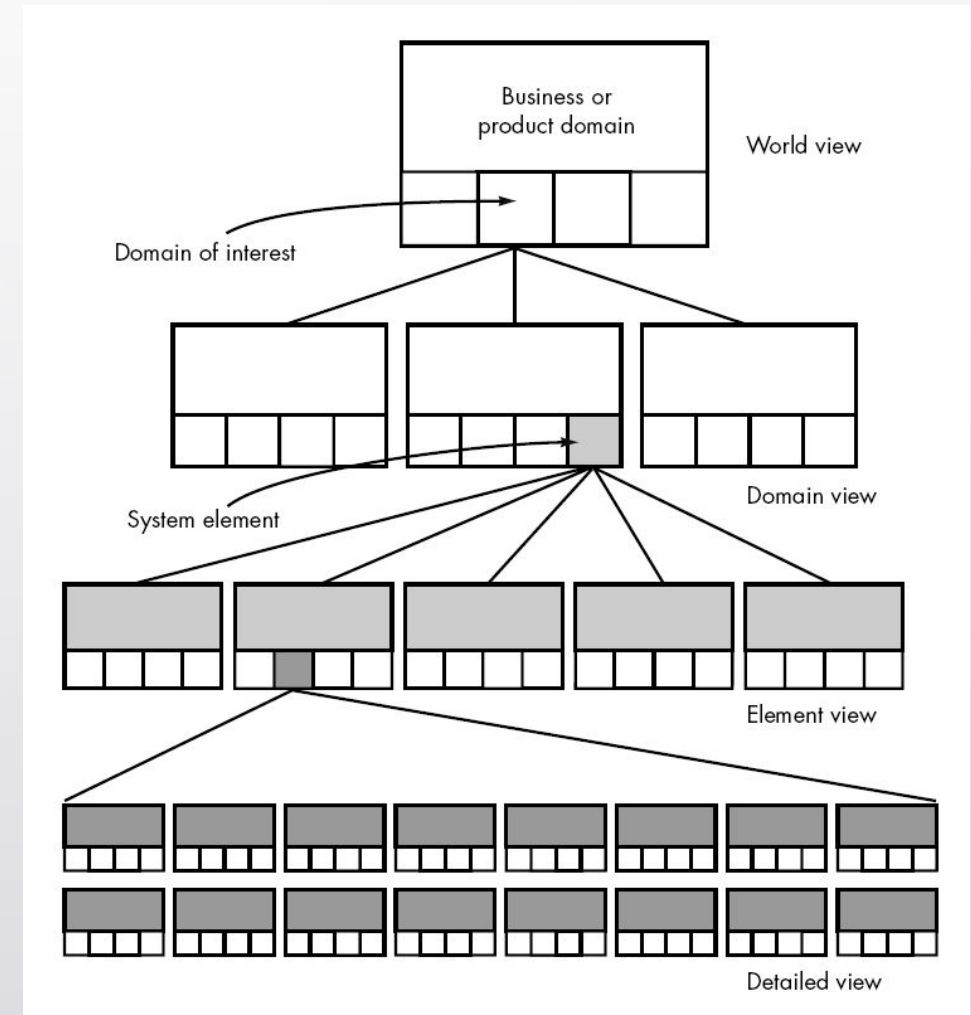 Business or
product domain
World view
Domain of interest
Domain view
System element
Element view
Detailed view